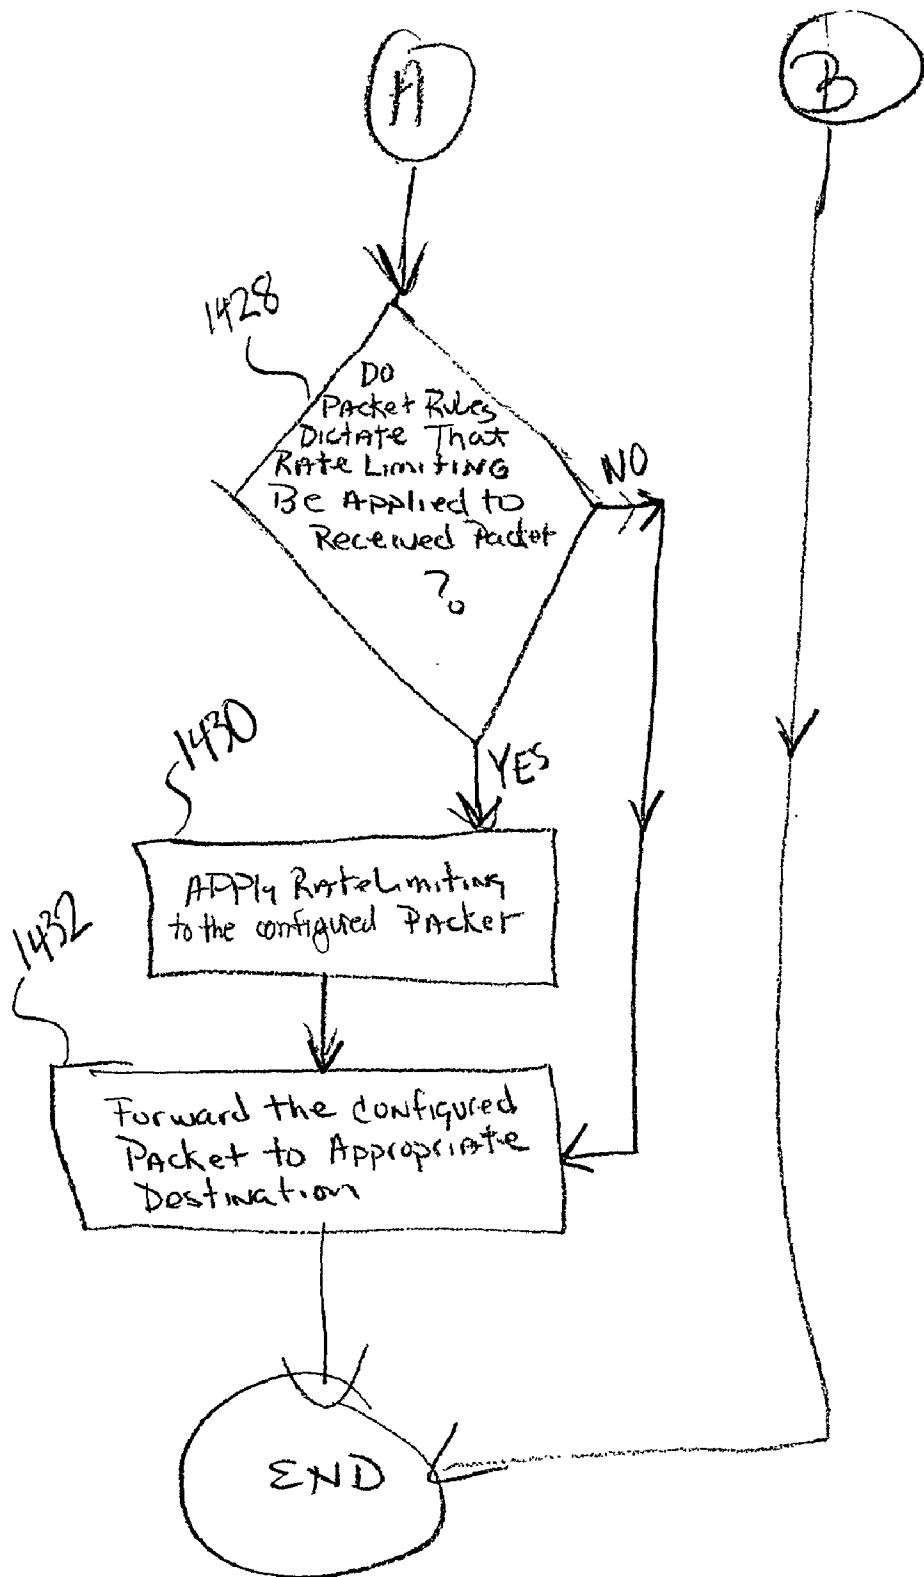 A
B
1428
DO
Packet Rules
Dictate That
Rate Limiting
Be Applied to
Received Packet
?
NO
YES
1430
Apply Rate Limiting
to the configured Packet
1432
Forward the configured
Packet to Appropriate
Destination
END